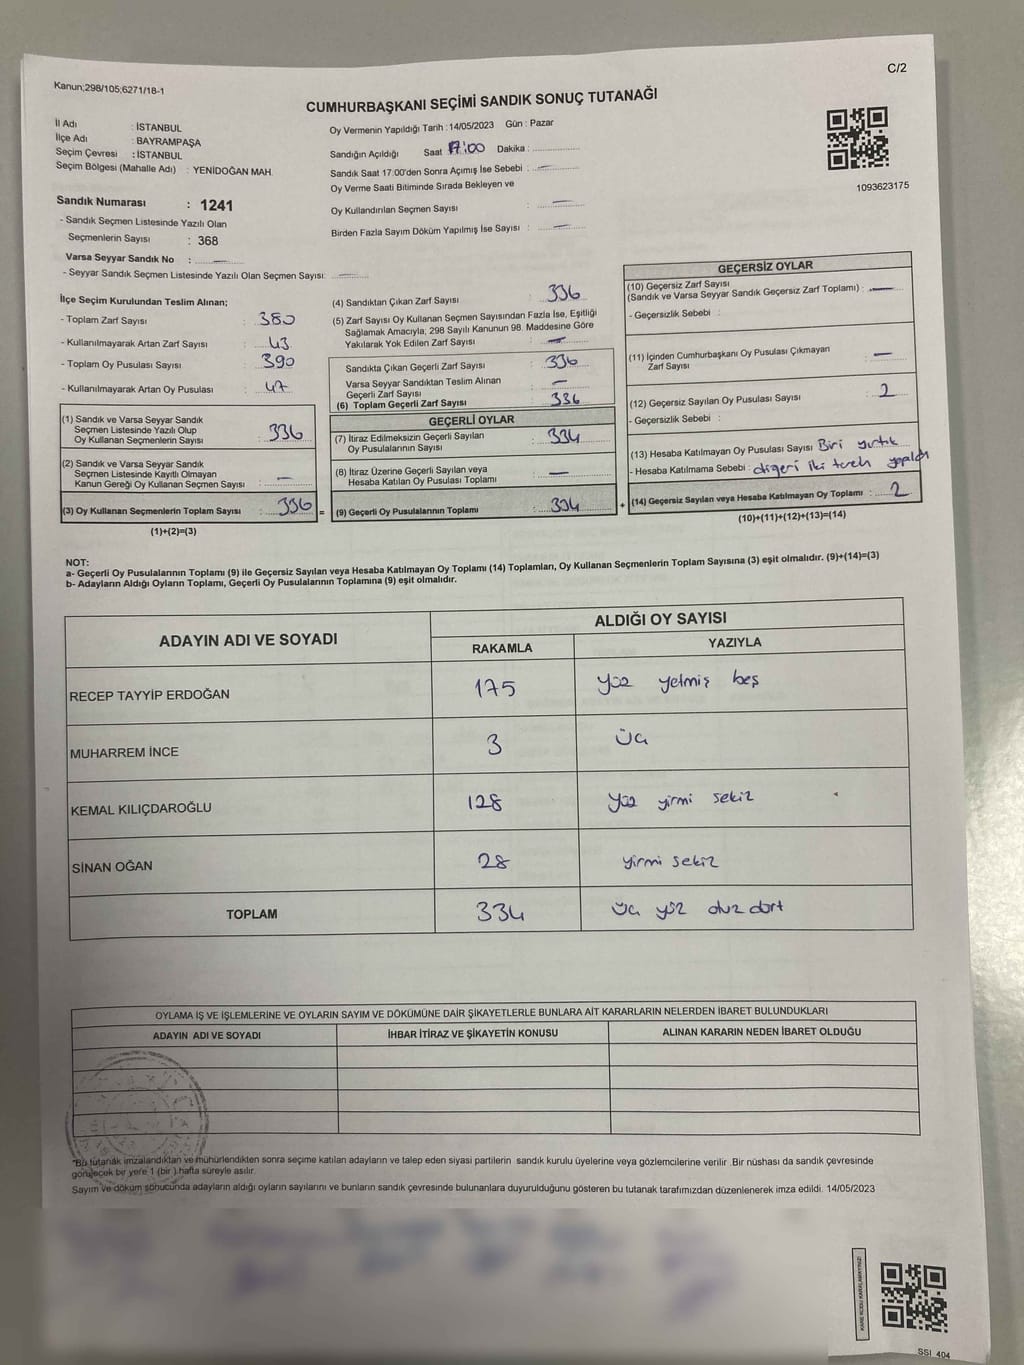 C/2
Kanun;298/105;6271/18-1
CUMHURBAŞKANI SEÇİMİ SANDIK SONUÇ TUTANAĞI
İl Adı : İSTANBUL
İlçe Adı : BAYRAMPAŞA
Seçim Çevresi : İSTANBUL
Seçim Bölgesi (Mahalle Adı) : YENİDOĞAN MAH.
Sandık Numarası : 1241
- Sandık Seçmen Listesinde Yazılı Olan
Seçmenlerin Sayısı : 368
Varsa Seyyar Sandık No : —
- Seyyar Sandık Seçmen Listesinde Yazılı Olan Seçmen Sayısı: —
Oy Vermenin Yapıldığı Tarih :14/05/2023 Gün : Pazar
Sandığın Açıldığı Saat 17:00 Dakika :
Sandık Saat 17:00'den Sonra Açımış İse Sebebi : —
Oy Verme Saati Bitiminde Sırada Bekleyen ve
Oy Kullandırılan Seçmen Sayısı : —
Birden Fazla Sayım Döküm Yapılmış İse Sayısı : —
1093623175
İlçe Seçim Kurulundan Teslim Alınan;
- Toplam Zarf Sayısı : 380
- Kullanılmayarak Artan Zarf Sayısı : 43
- Toplam Oy Pusulası Sayısı : 390
- Kullanılmayarak Artan Oy Pusulası : 47
(1) Sandık ve Varsa Seyyar Sandık
Seçmen Listesinde Yazılı Olup
Oy Kullanan Seçmenlerin Sayısı : 336
(2) Sandık ve Varsa Seyyar Sandık
Seçmen Listesinde Kayıtlı Olmayan
Kanun Gereği Oy Kullanan Seçmen Sayısı : —
(3) Oy Kullanan Seçmenlerin Toplam Sayısı : 336 =
(1)+(2)=(3)
(4) Sandıktan Çıkan Zarf Sayısı : 336
(5) Zarf Sayısı Oy Kullanan Seçmen Sayısından Fazla İse, Eşitliği
Sağlamak Amacıyla, 298 Sayılı Kanunun 98. Maddesine Göre
Yakılarak Yok Edilen Zarf Sayısı : —
Sandıkta Çıkan Geçerli Zarf Sayısı : 336
Varsa Seyyar Sandıktan Teslim Alınan
Geçerli Zarf Sayısı : —
(6) Toplam Geçerli Zarf Sayısı : 336
GEÇERLİ OYLAR
(7) İtiraz Edilmeksizin Geçerli Sayılan
Oy Pusulalarının Sayısı : 334
(8) İtiraz Üzerine Geçerli Sayılan veya
Hesaba Katılan Oy Pusulası Toplamı : —
(9) Geçerli Oy Pusulalarının Toplamı : 334 +
GEÇERSİZ OYLAR
(10) Geçersiz Zarf Sayısı
(Sandık ve Varsa Seyyar Sandık Geçersiz Zarf Toplamı) : —
- Geçersizlik Sebebi :
(11) İçinden Cumhurbaşkanı Oy Pusulası Çıkmayan
Zarf Sayısı : —
(12) Geçersiz Sayılan Oy Pusulası Sayısı : 2
- Geçersizlik Sebebi :
(13) Hesaba Katılmayan Oy Pusulası Sayısı : Biri yırtık
- Hesaba Katılmama Sebebi : diğeri iki tercih yapıldı
(14) Geçersiz Sayılan veya Hesaba Katılmayan Oy Toplamı : 2
(10)+(11)+(12)+(13)=(14)
NOT:
a- Geçerli Oy Pusulalarının Toplamı (9) ile Geçersiz Sayılan veya Hesaba Katılmayan Oy Toplamı (14) Toplamları, Oy Kullanan Seçmenlerin Toplam Sayısına (3) eşit olmalıdır. (9)+(14)=(3)
b- Adayların Aldığı Oyların Toplamı, Geçerli Oy Pusulalarının Toplamına (9) eşit olmalıdır.
ADAYIN ADI VE SOYADI ALDIĞI OY SAYISI
RAKAMLA YAZIYLA
RECEP TAYYİP ERDOĞAN 175 yüz yetmiş beş
MUHARREM İNCE 3 üç
KEMAL KILIÇDAROĞLU 128 yüz yirmi sekiz
SİNAN OĞAN 28 yirmi sekiz
TOPLAM 334 üç yüz otuz dört
OYLAMA İŞ VE İŞLEMLERİNE VE OYLARIN SAYIM VE DÖKÜMÜNE DAİR ŞİKAYETLERLE BUNLARA AİT KARARLARIN NELERDEN İBARET BULUNDUKLARI
ADAYIN ADI VE SOYADI İHBAR İTİRAZ VE ŞİKAYETİN KONUSU ALINAN KARARIN NEDEN İBARET OLDUĞU
*Bu tutanak imzalandıktan ve mühürlendikten sonra seçime katılan adayların ve talep eden siyasi partilerin sandık kurulu üyelerine veya gözlemcilerine verilir .Bir nüshası da sandık çevresinde
görülecek bir yere 1 (bir ) hafta süreyle asılır.
Sayım ve döküm sonucunda adayların aldığı oyların sayılarını ve bunların sandık çevresinde bulunanlara duyurulduğunu gösteren bu tutanak tarafımızdan düzenlenerek imza edildi. 14/05/2023
KARE KODU KARALAMAYINIZ!
SSI_404